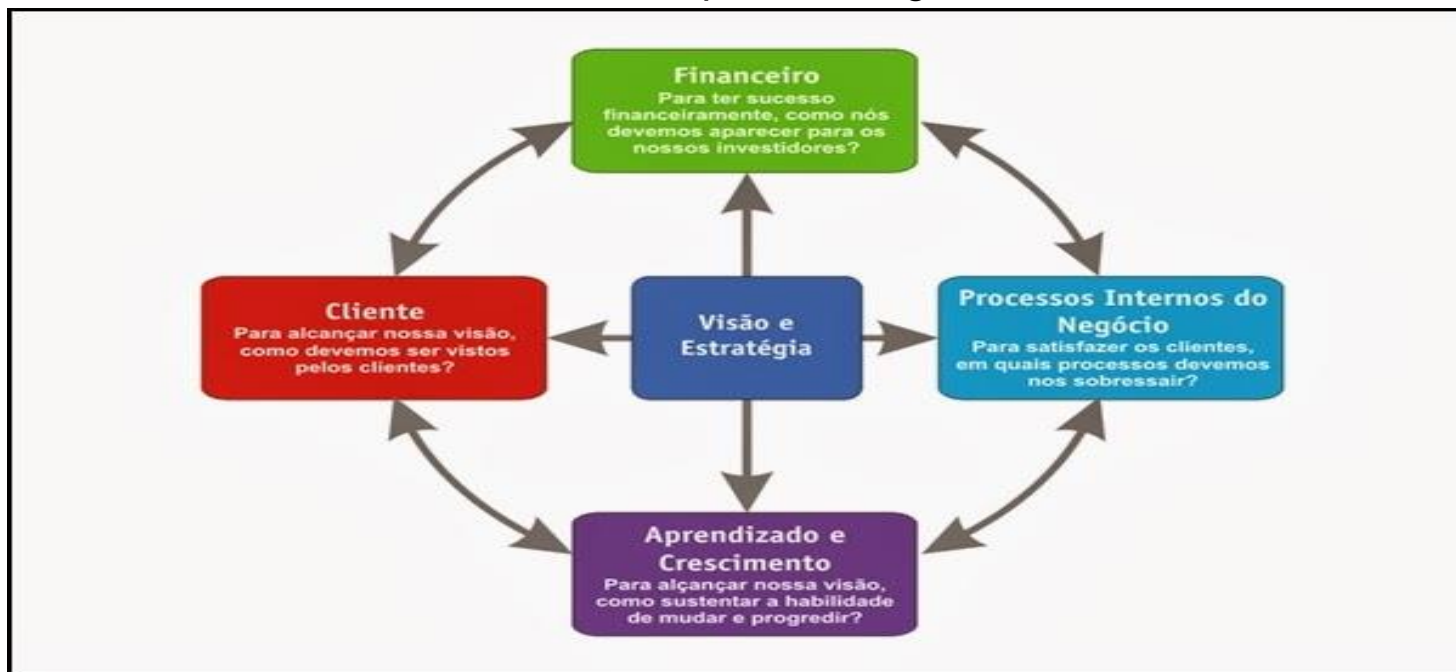 Financeiro
Para ter sucesso
financeiramente, como nós
devemos aparecer para os
nossos investidores?
Cliente
Para alcançar nossa visão,
como devemos ser vistos
pelos clientes?
Visão e
Estratégia
Processos Internos do
Negócio
Para satisfazer os clientes,
em quais processos devemos
nos sobressair?
Aprendizado e
Crescimento
Para alçançar nossa visão,
como sustentar a habilidade
de mudar e progredir?